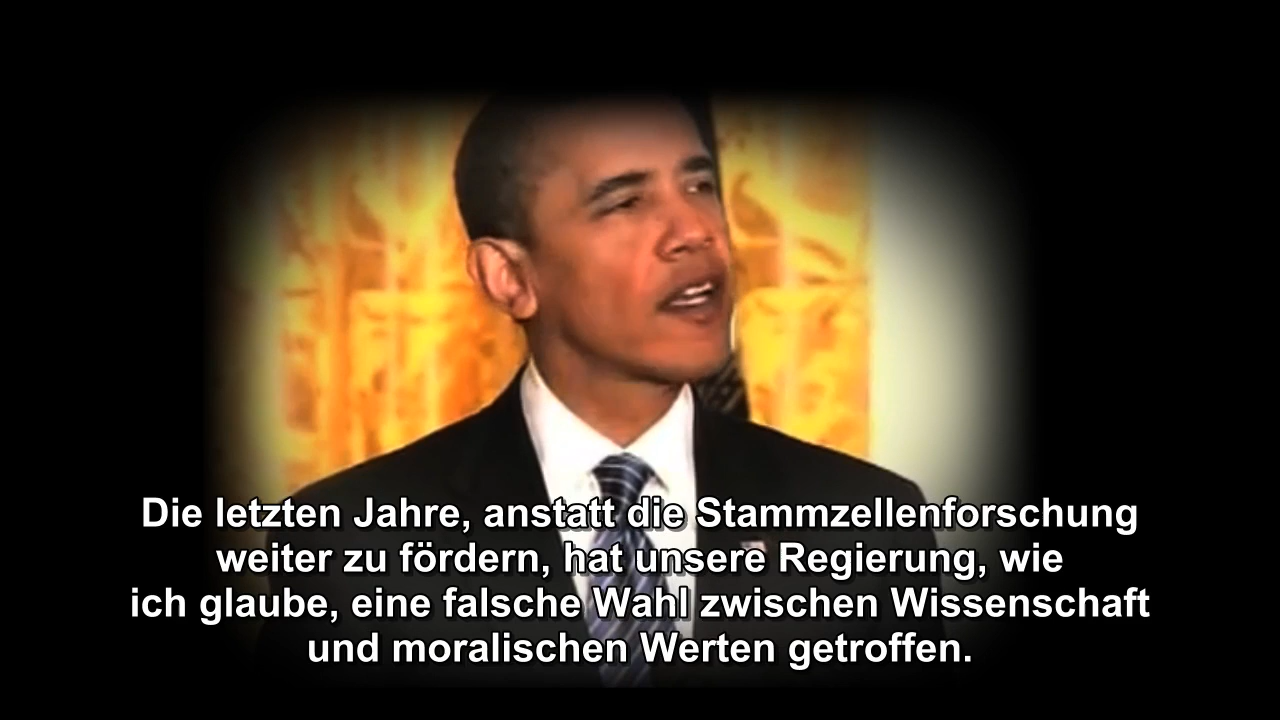 Die letzten Jahre, anstatt die Stammzellenforschung
weiter zu fördern, hat unsere Regierung, wie
ich glaube, eine falsche Wahl zwischen Wissenschaft
und moralischen Werten getroffen.